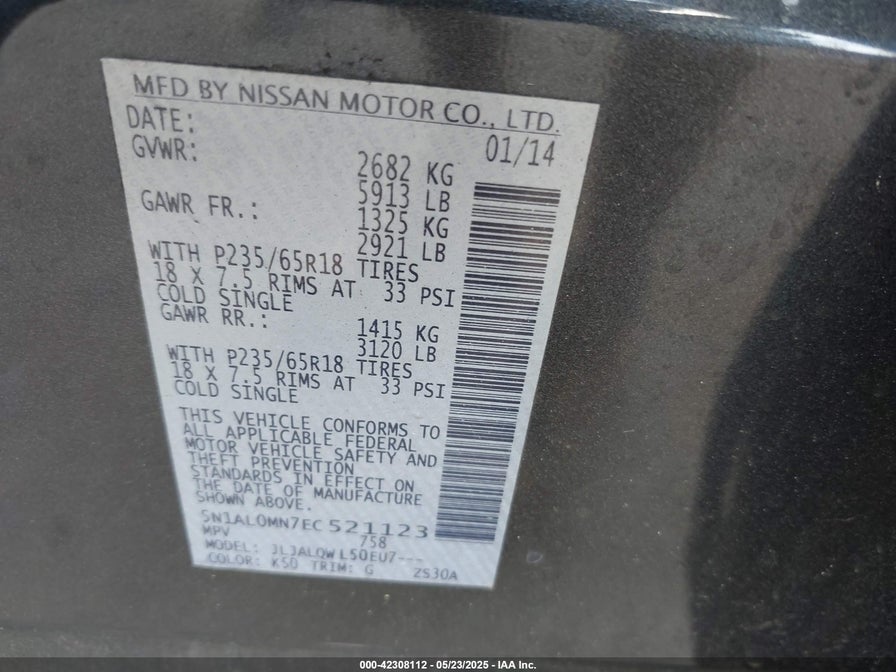 MFD BY NISSAN MOTOR CO., LTD.
DATE: 01/14
GVWR: 2682 KG
5913 LB
GAWR FR.: 1325 KG
2921 LB
WITH P235/65R18 TIRES
18 X 7.5 RIMS AT 33 PSI
COLD SINGLE
GAWR RR.: 1415 KG
3120 LB
WITH P235/65R18 TIRES
18 X 7.5 RIMS AT 33 PSI
COLD SINGLE
THIS VEHICLE CONFORMS TO
ALL APPLICABLE FEDERAL
MOTOR VEHICLE SAFETY AND
THEFT PREVENTION
STANDARDS IN EFFECT ON
THE DATE OF MANUFACTURE
SHOWN ABOVE.
5N1AL0MN7EC521123
MPV 758
MODEL: JLJALQWL50EU7---
COLOR: K50 TRIM: G 2S30A
000-42308112 - 05/23/2025 - IAA Inc.